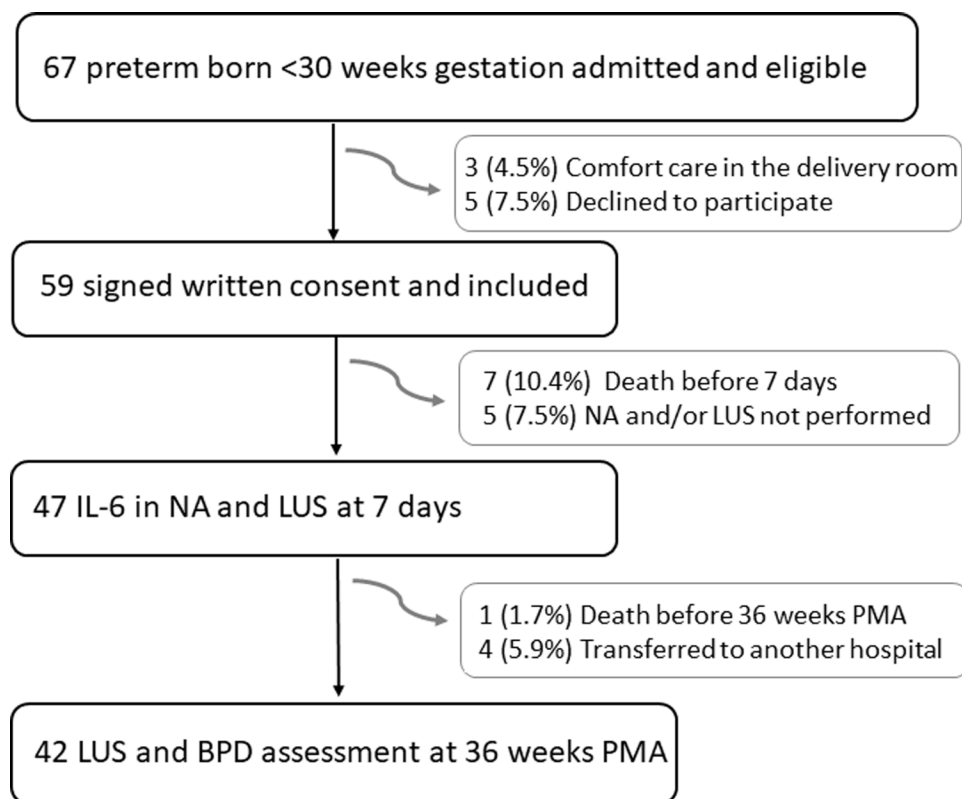 67 preterm born <30 weeks gestation admitted and eligible
3 (4.5%) Comfort care in the delivery room
5 (7.5%) Declined to participate
59 signed written consent and included
7 (10.4%)  Death before 7 days
5 (7.5%) NA and/or LUS not performed
47 IL-6 in NA and LUS at 7 days
1 (1.7%) Death before 36 weeks PMA
4 (5.9%) Transferred to another hospital
42 LUS and BPD assessment at 36 weeks PMA